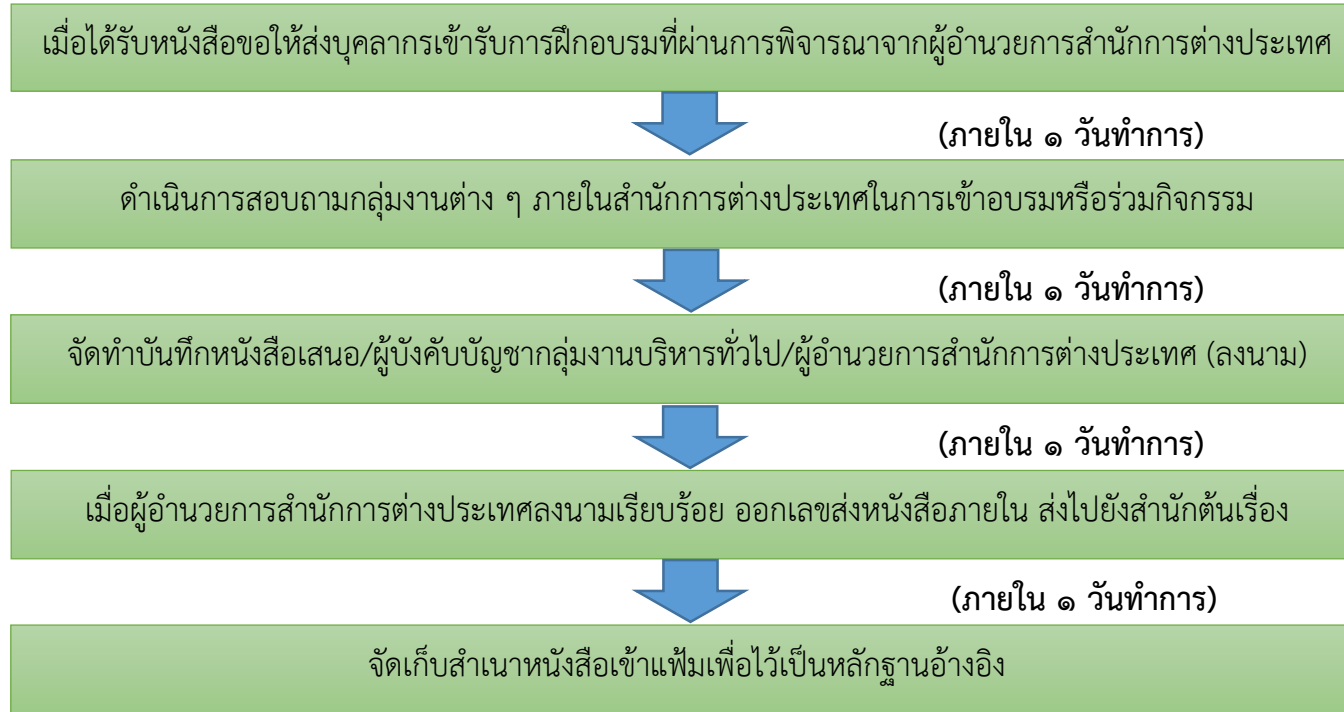 เมื่อได้รับหนังสือขอให้ส่งบุคลากรเข้ารับการฝึกอบรมที่ผ่านการพิจารณาจากผู้อำนวยการสำนักการต่างประเทศ
(ภายใน ๑ วันทำการ)
ดำเนินการสอบถามกลุ่มงานต่าง ๆ ภายในสำนักการต่างประเทศในการเข้าอบรมหรือร่วมกิจกรรม
(ภายใน ๑ วันทำการ)
จัดทำบันทึกหนังสือเสนอ/ผู้บังคับบัญชากลุ่มงานบริหารทั่วไป/ผู้อำนวยการสำนักการต่างประเทศ (ลงนาม)
(ภายใน ๑ วันทำการ)
เมื่อผู้อำนวยการสำนักการต่างประเทศลงนามเรียบร้อย ออกเลขส่งหนังสือภายใน ส่งไปยังสำนักต้นเรื่อง
(ภายใน ๑ วันทำการ)
จัดเก็บสำเนาหนังสือเข้าแฟ้มเพื่อไว้เป็นหลักฐานอ้างอิง